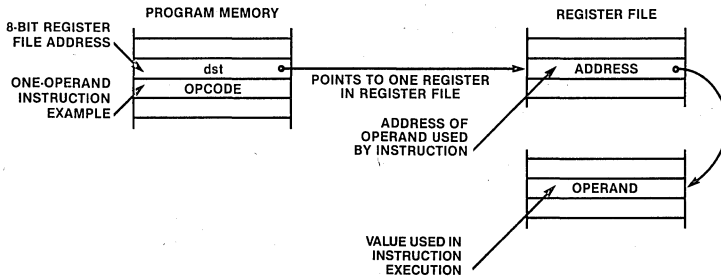 PROGRAM MEMORY
REGISTER FILE
8-BIT REGISTER
FILE ADDRESS
dst
ADDRESS
ONE-OPERAND
INSTRUCTION
EXAMPLE
OPCODE
POINTS TO ONE REGISTER
IN REGISTER FILE
ADDRESS OF
OPERAND USED
BY INSTRUCTION
OPERAND
VALUE USED IN
INSTRUCTION
EXECUTION